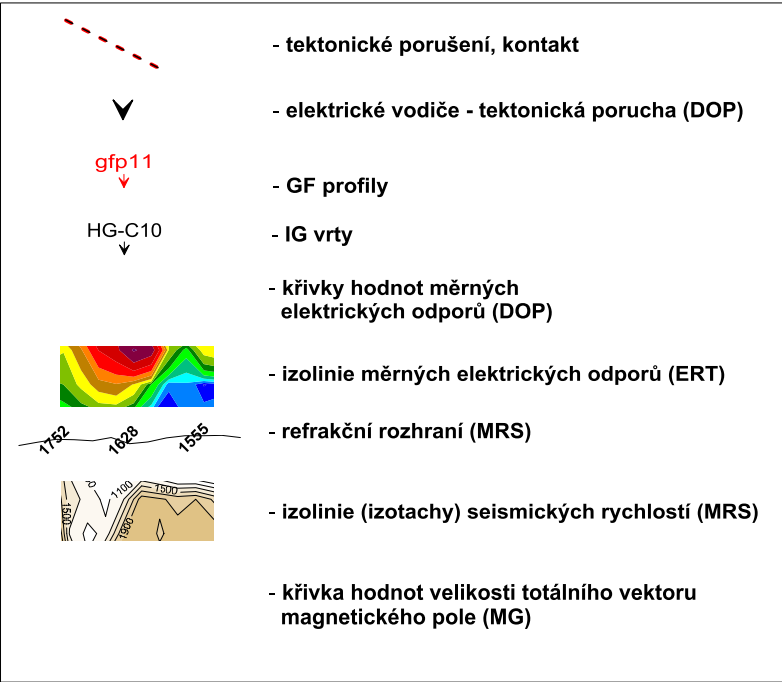 - tektonické porušení, kontakt
- elektrické vodiče - tektonická porucha (DOP)
gfp11
- GF profily
HG-C10
- IG vrty
- křivky hodnot měrných
elektrických odporů (DOP)
- izolinie měrných elektrických odporů (ERT)
1752 1628 1555
- refrakční rozhraní (MRS)
1500 1100 1500 1900
- izolinie (izotachy) seismických rychlostí (MRS)
- křivka hodnot velikosti totálního vektoru
magnetického pole (MG)